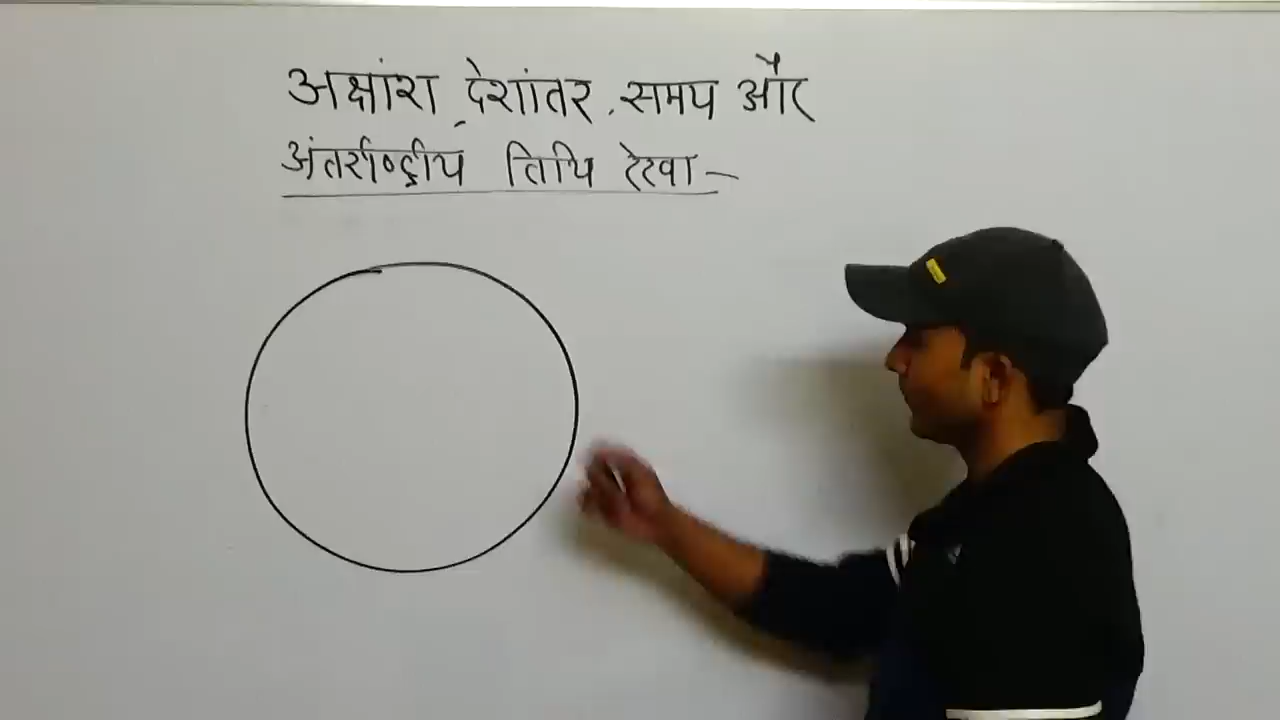 अक्षांश, देशांतर, समय और
अंतर्राष्ट्रीय तिथि रेखा -